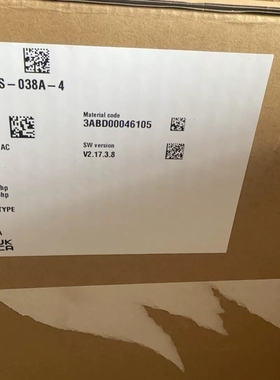 S-038A-4
Material code
3ABD00046105
AC
SW version
V2.17.3.8
hp
hp
TYPE
A
UK
CA